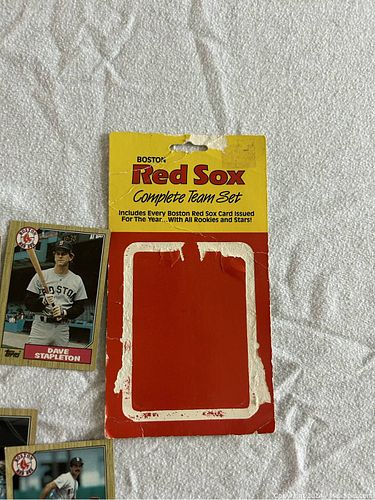 BOSTON
Red Sox
Complete Team Set
Includes Every Boston Red Sox Card Issued
For The Year...With All Rookies and Stars!
Topps
DAVE
STAPLETON